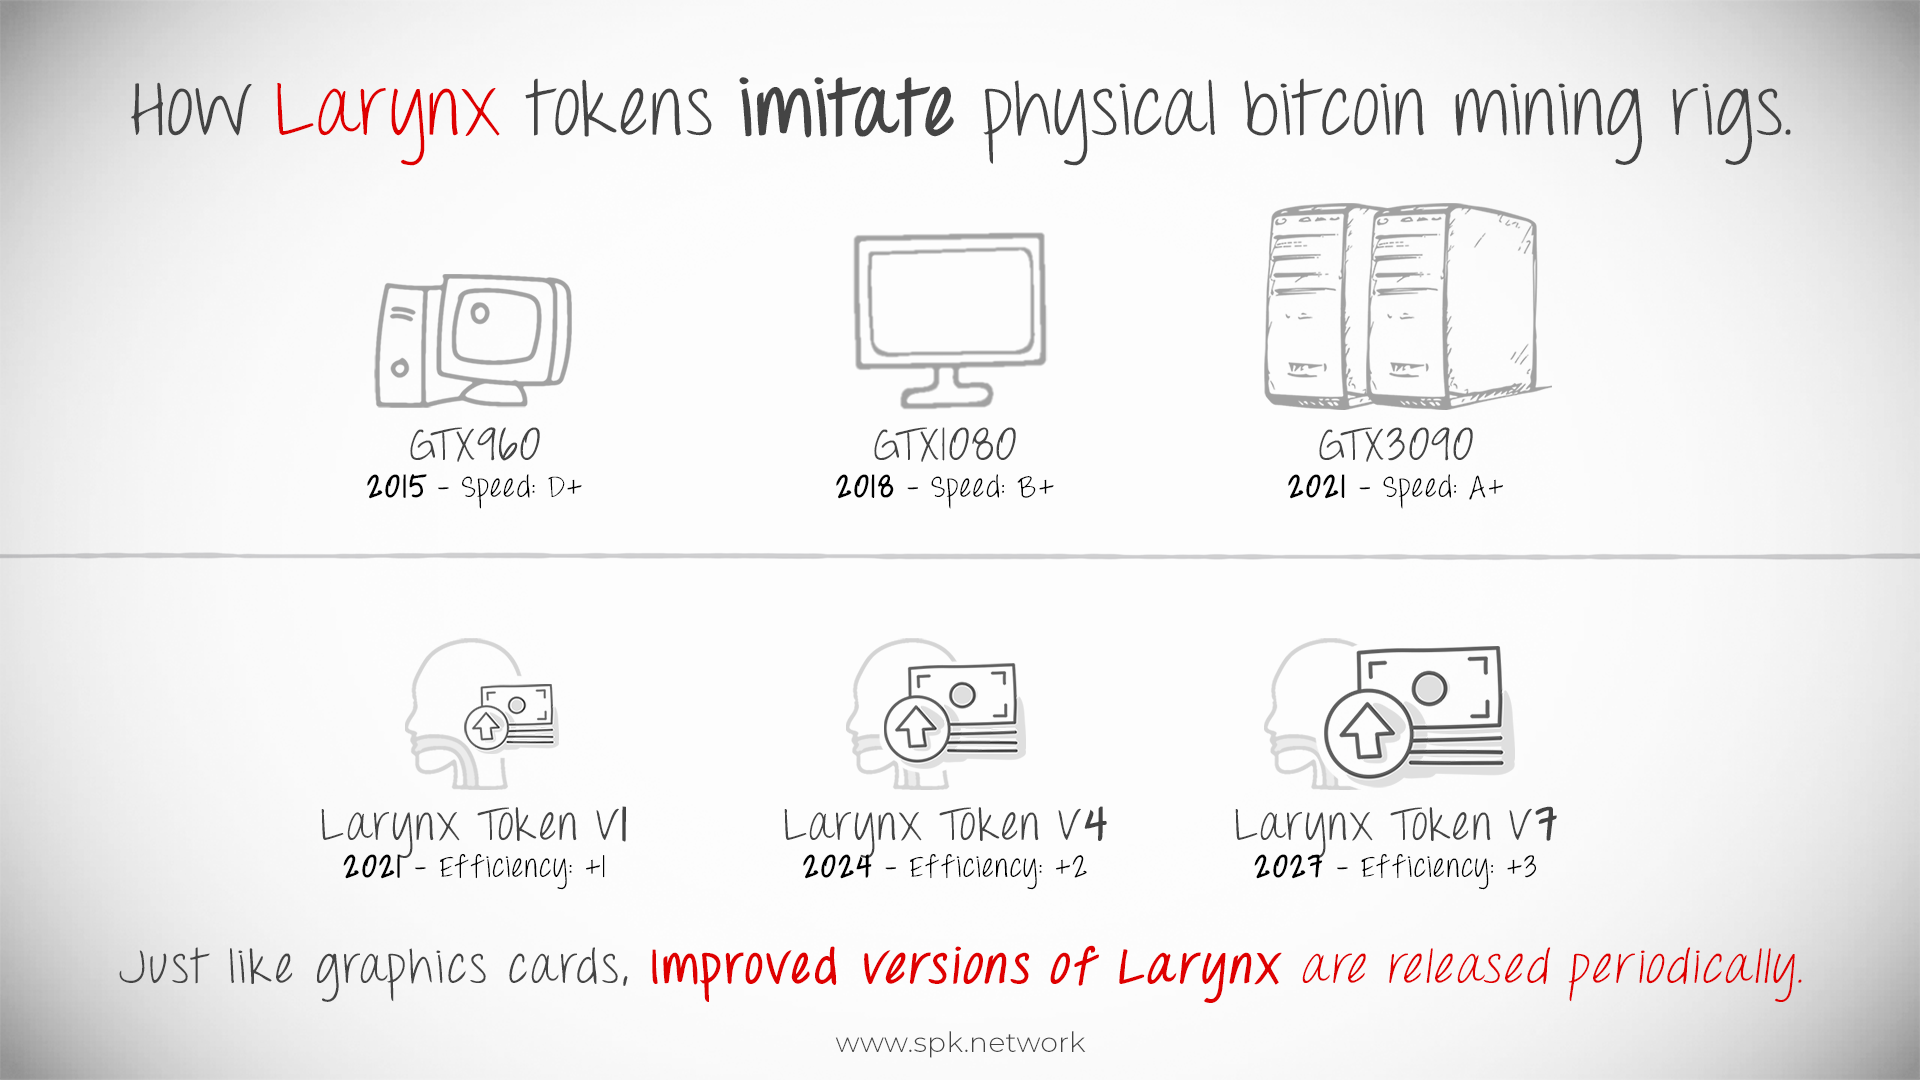 How Larynx tokens imitate physical bitcoin mining rigs.
GTX960
2015 - Speed: D+
GTX1080
2018 - Speed: B+
GTX3090
2021 - Speed: A+
Larynx Token V1
2021 - Efficiency: +1
Larynx Token V4
2024 - Efficiency: +2
Larynx Token V7
2027 - Efficiency: +3
Just like graphics cards, Improved versions of Larynx are released periodically.
www.spk.network